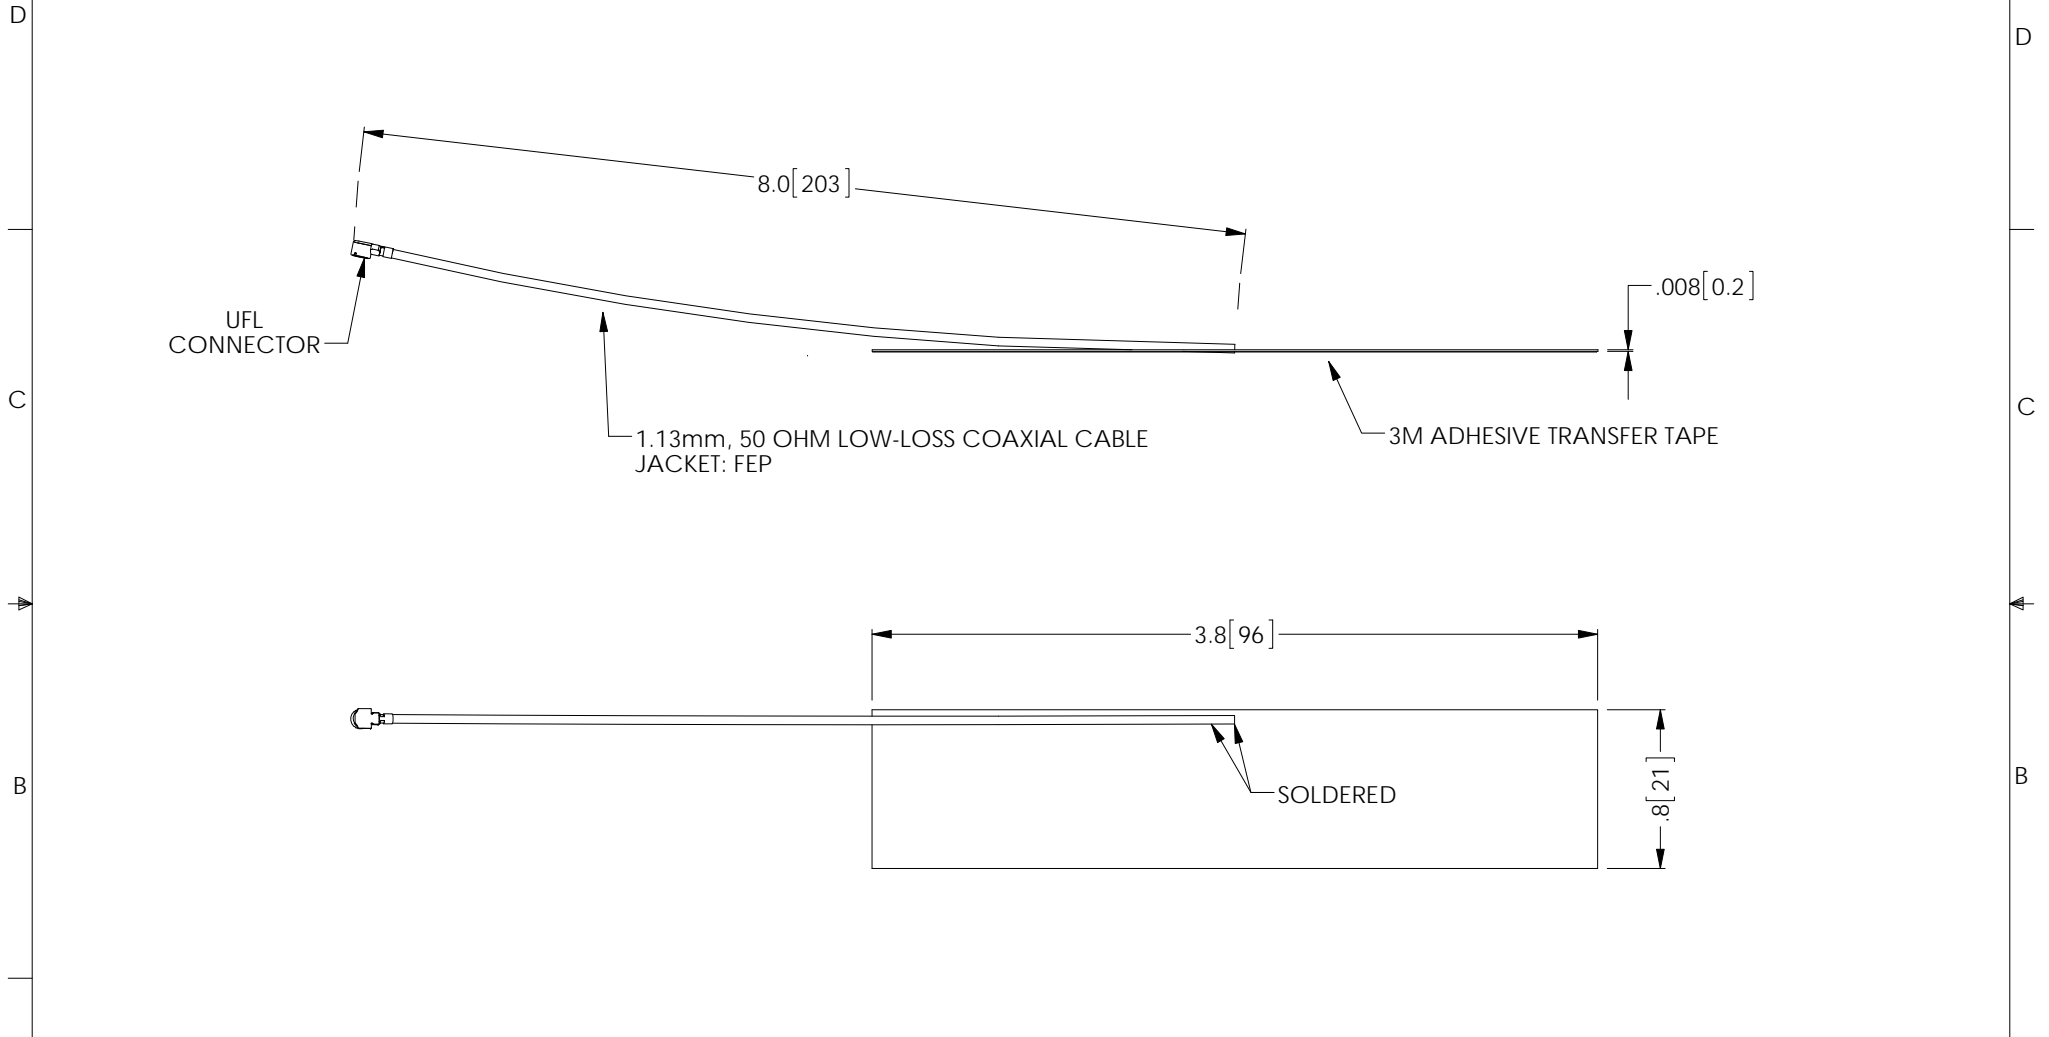 D
D
8.0[203]
.008[0.2]
UFL
CONNECTOR
C
C
1.13mm, 50 OHM LOW-LOSS COAXIAL CABLE
JACKET: FEP
3M ADHESIVE TRANSFER TAPE
3.8[96]
B
B
.8[21]
SOLDERED